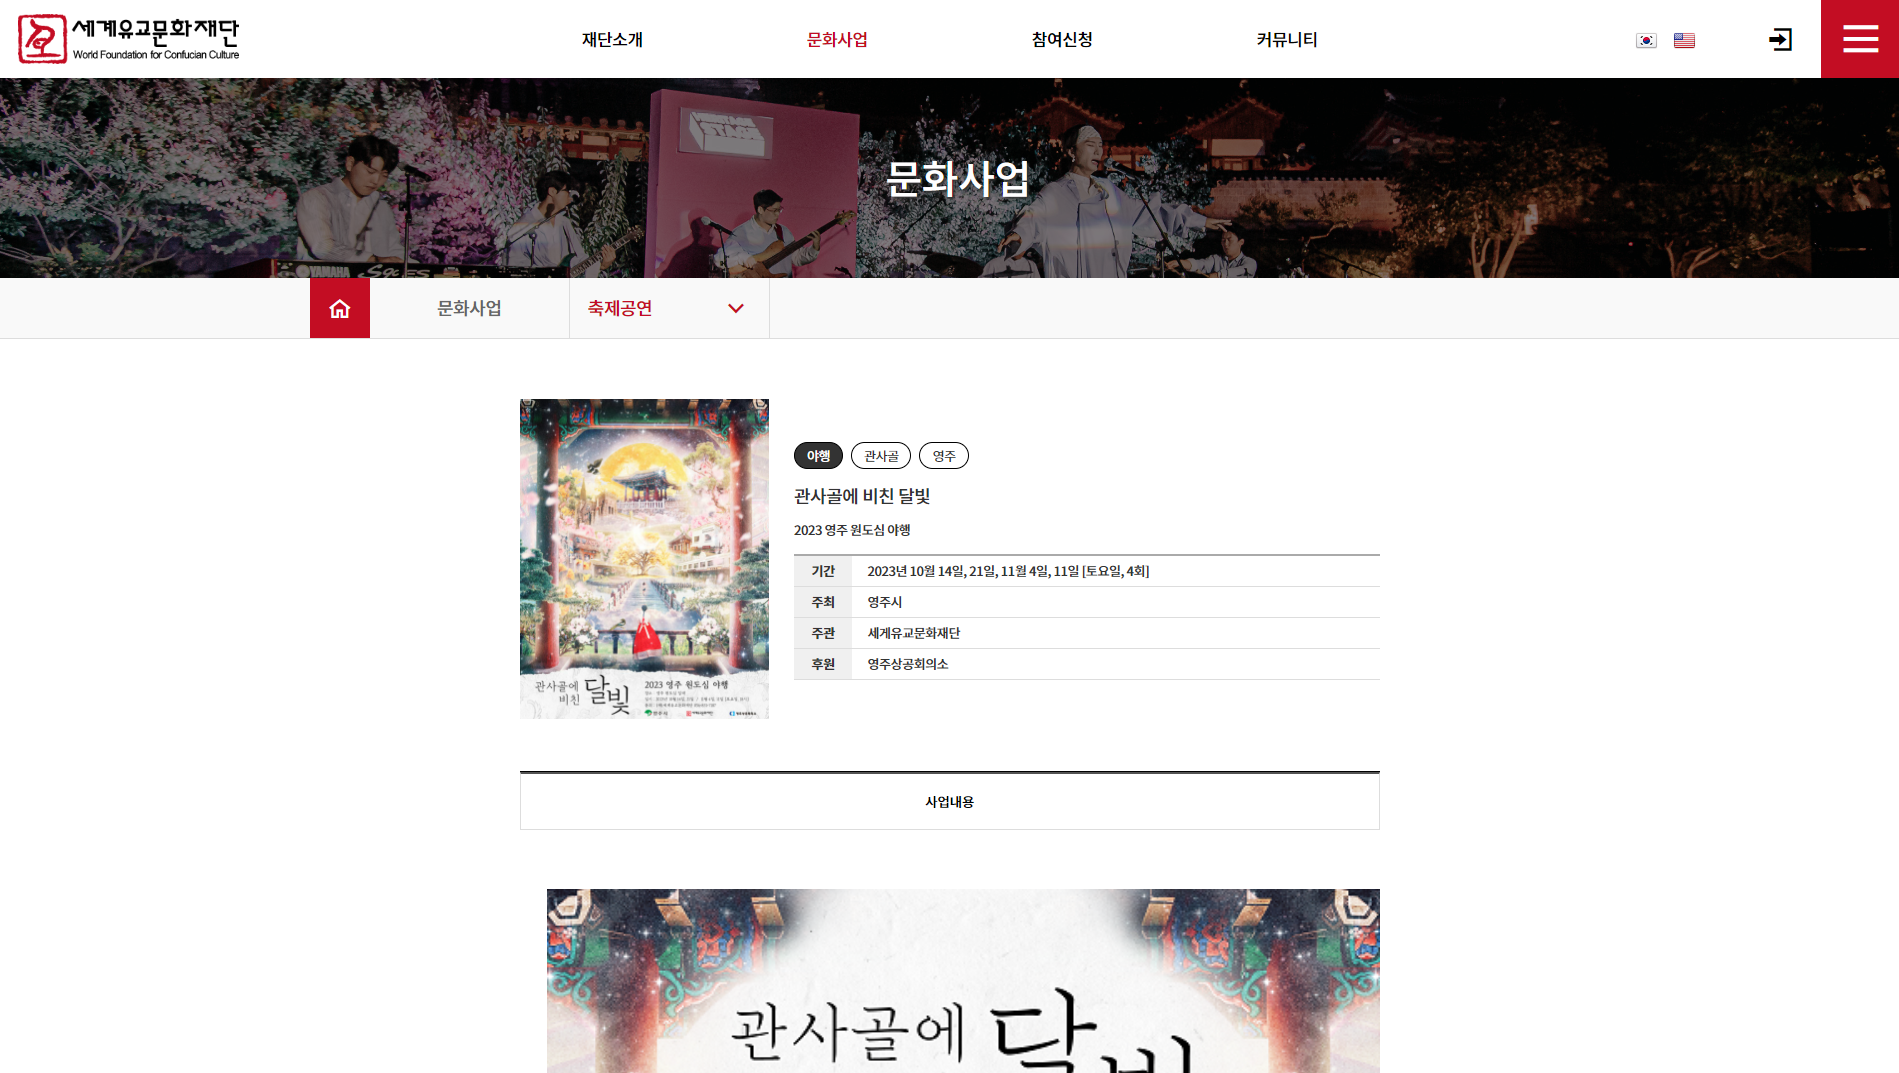 세계유교문화재단
World Foundation for Confucian Culture
재단소개
문화사업
참여신청
커뮤니티
문화사업
YAMAHA
문화사업
축제공연
야행
관사골
영주
관사골에 비친 달빛
2023 영주 원도심 야행
기간 2023년 10월 14일, 21일, 11월 4일, 11일 [토요일, 4회]
주최 영주시
주관 세게유교문화재단
후원 영주상공회의소
관사골에 비친 달빛
2023 영주 원도심 야행
사업내용
관사골에 달빛